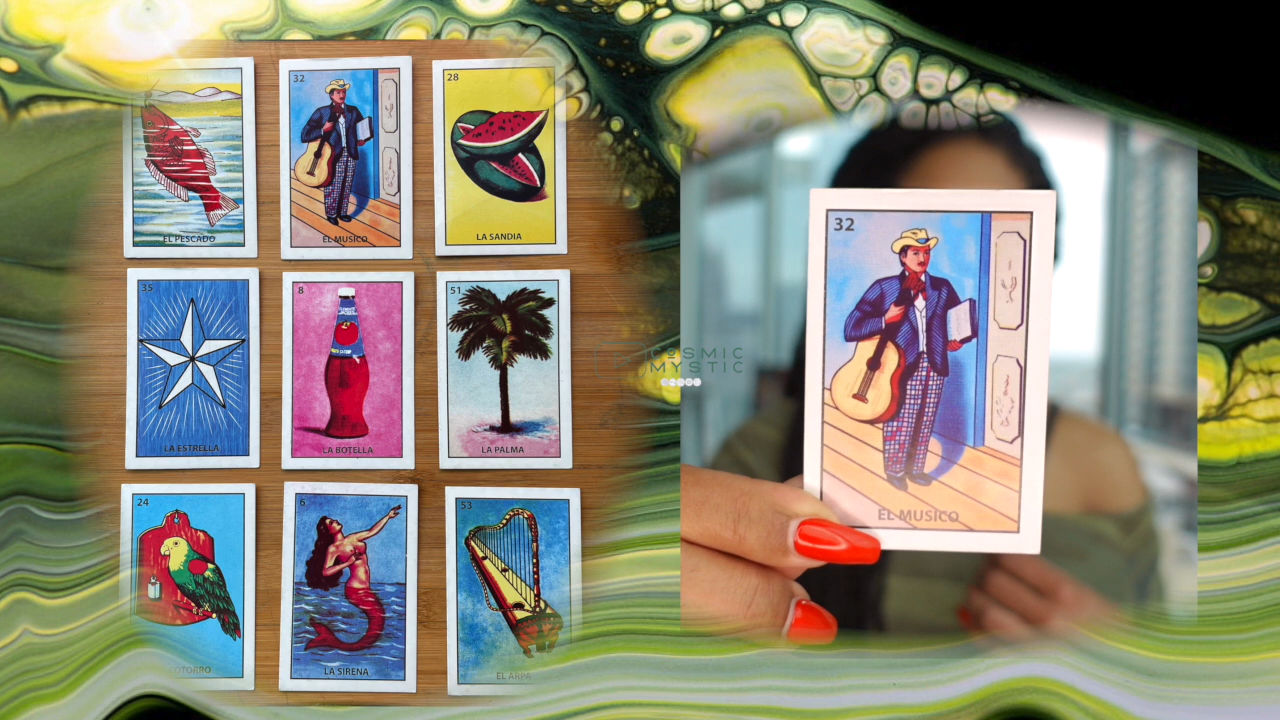 EL PESCADO
32
EL MUSICO
28
LA SANDIA
35
LA ESTRELLA
8
LA BOTELLA
51
LA PALMA
24
COTORRO
6
LA SIRENA
53
EL ARPA
COSMIC
MYSTIC
32
EL MUSICO